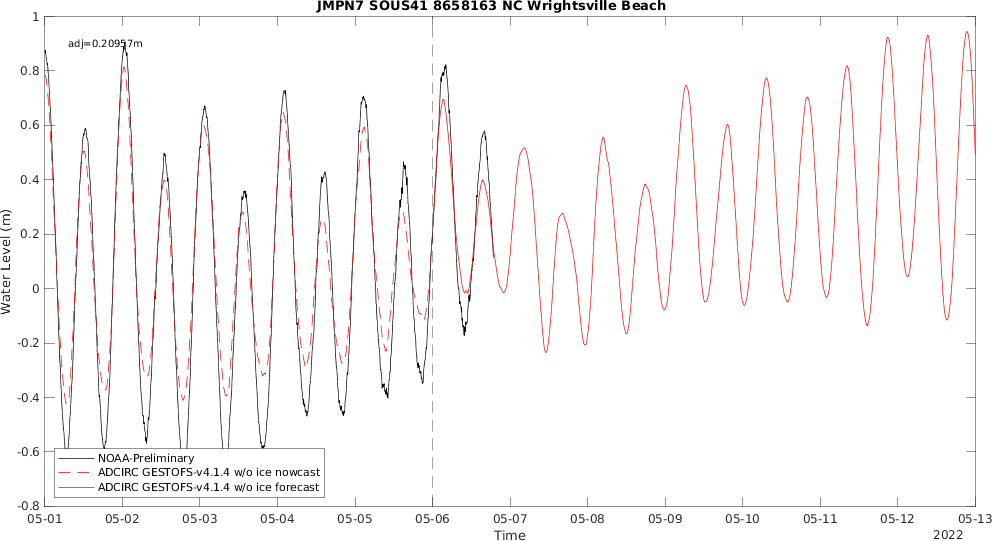 JMPN7 SOUS41 8658163 NC Wrightsville Beach
adj=0.20957m
1
0.8
0.6
0.4
0.2
0
-0.2
-0.4
-0.6
-0.8
Water Level (m)
NOAA-Preliminary
ADCIRC GESTOFS-v4.1.4 w/o ice nowcast
ADCIRC GESTOFS-v4.1.4 w/o ice forecast
05-01 05-02 05-03 05-04 05-05 05-06 05-07 05-08 05-09 05-10 05-11 05-12 05-13
Time
2022